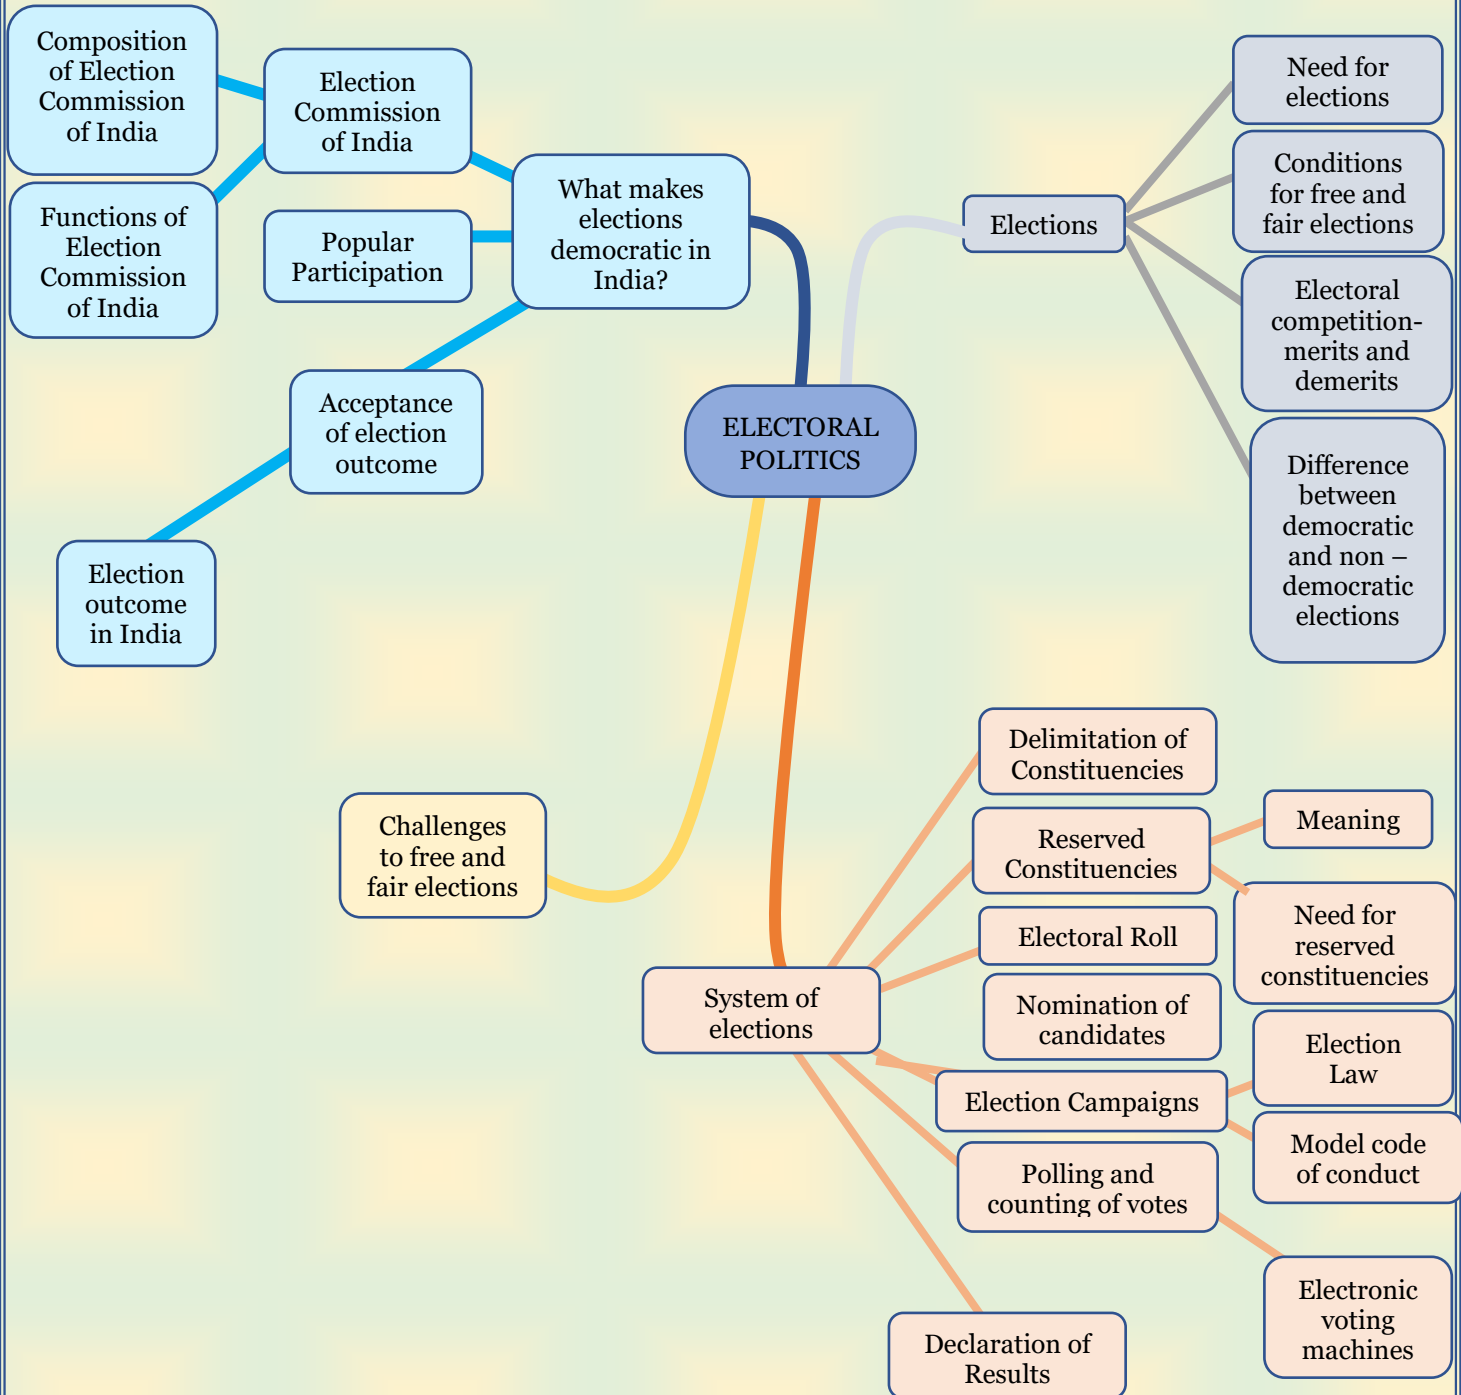 Composition
of Election
Commission
of India
Election
Commission
of India
Functions of
Election
Commission
of India
Popular
Participation
What makes
elections
democratic in
India?
Acceptance
of election
outcome
Election
outcome
in India
ELECTORAL
POLITICS
Elections
Need for
elections
Conditions
for free and
fair elections
Electoral
competition-
merits and
demerits
Difference
between
democratic
and non –
democratic
elections
Challenges
to free and
fair elections
System of
elections
Delimitation of
Constituencies
Reserved
Constituencies
Meaning
Need for
reserved
constituencies
Electoral Roll
Nomination of
candidates
Election Campaigns
Election
Law
Model code
of conduct
Polling and
counting of votes
Electronic
voting
machines
Declaration of
Results